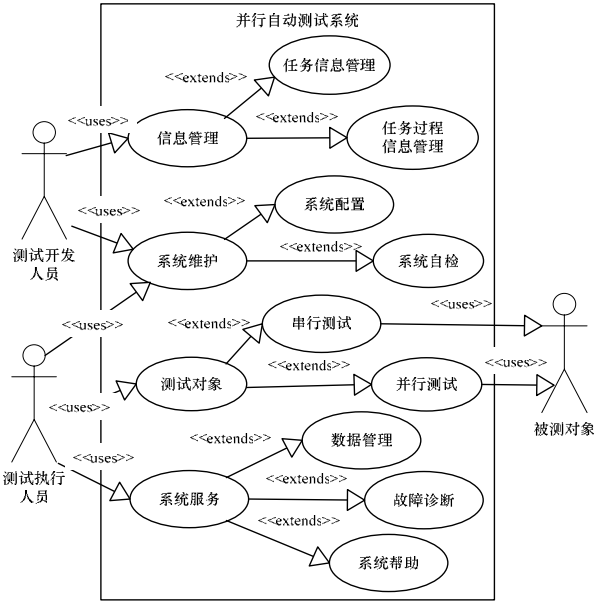 并行自动测试系统
<<extends>>
任务信息管理
<<uses>>
信息管理
<<extends>>
任务过程
信息管理
测试开发
人员
<<uses>>
<<extends>>
系统配置
系统维护
<<extends>>
系统自检
<<uses>>
<<extends>>
串行测试
<<uses>>
测试执行
人员
<<uses>>
测试对象
<<extends>>
并行测试
<<uses>>
被测对象
<<uses>>
<<extends>>
数据管理
系统服务
<<extends>>
故障诊断
<<extends>>
系统帮助